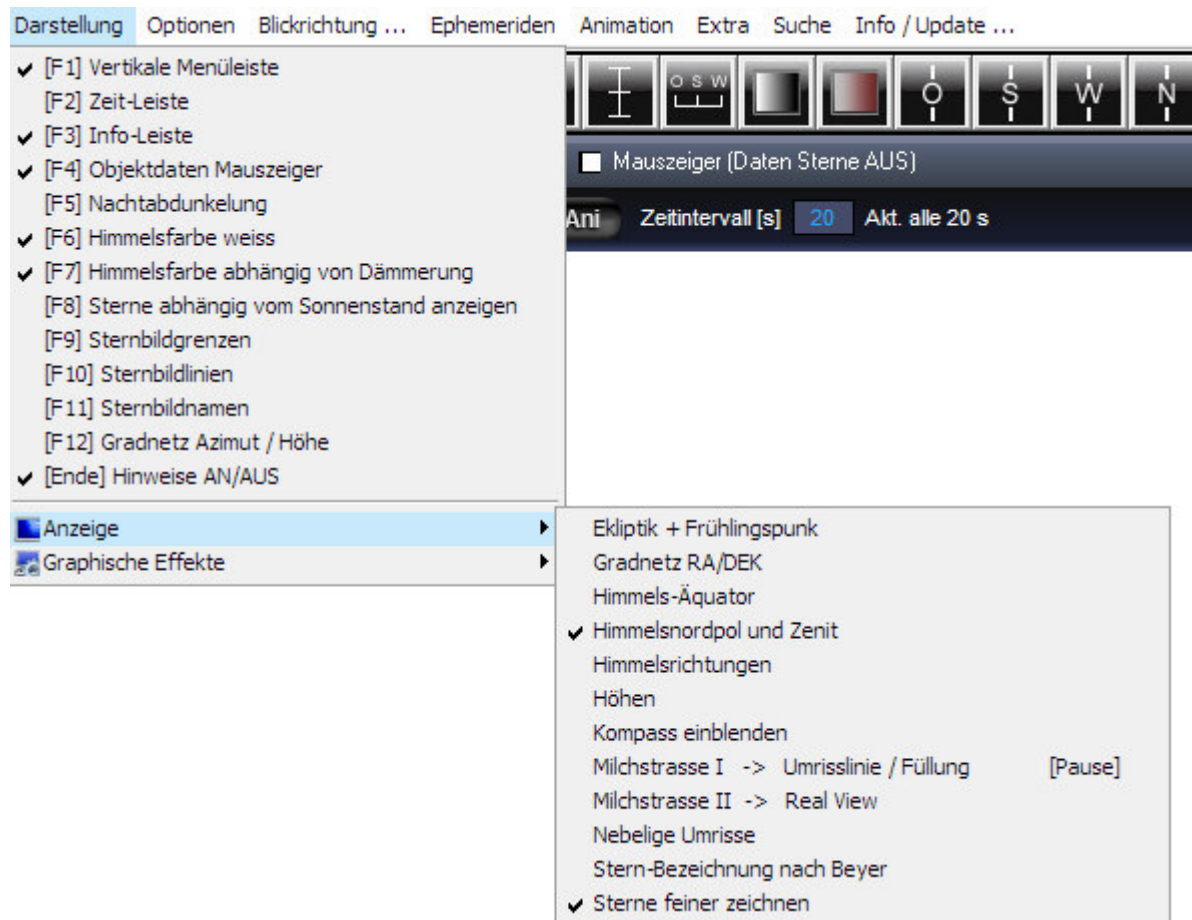 Darstellung Optionen Blickrichtung ... Ephemeriden Animation Extra Suche Info / Update ...
[F1] Vertikale Menüleiste
[F2] Zeit-Leiste
[F3] Info-Leiste
[F4] Objektdaten Mauszeiger
[F5] Nachtabdunkelung
[F6] Himmelsfarbe weiss
[F7] Himmelsfarbe abhängig von Dämmerung
[F8] Sterne abhängig vom Sonnenstand anzeigen
[F9] Sternbildgrenzen
[F10] Sternbildlinien
[F11] Sternbildnamen
[F12] Gradnetz Azimut / Höhe
[Ende] Hinweise AN/AUS
Anzeige
Graphische Effekte
O S W
O S W N
Mauszeiger (Daten Sterne AUS)
Ani Zeitintervall [s] 20 Akt. alle 20 s
Ekliptik + Frühlingspunk
Gradnetz RA/DEK
Himmels-Äquator
Himmelsnordpol und Zenit
Himmelsrichtungen
Höhen
Kompass einblenden
Milchstrasse I -> Umrisslinie / Füllung [Pause]
Milchstrasse II -> Real View
Nebelige Umrisse
Stern-Bezeichnung nach Beyer
Sterne feiner zeichnen